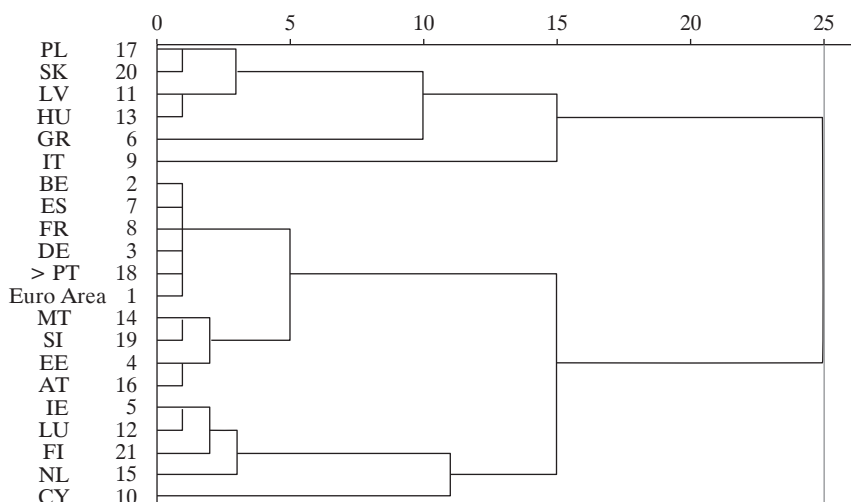 0 5 10 15 20 25
PL 17
SK 20
LV 11
HU 13
GR 6
IT 9
BE 2
ES 7
FR 8
DE 3
> PT 18
Euro Area 1
MT 14
SI 19
EE 4
AT 16
IE 5
LU 12
FI 21
NL 15
CY 10